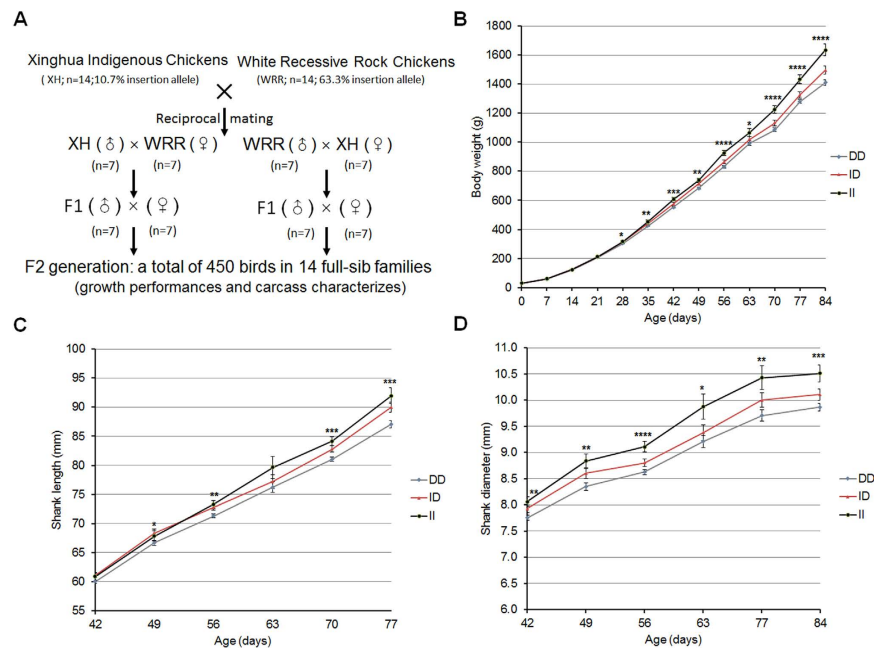 A
Xinghua Indigenous Chickens
White Recessive Rock Chickens
( XH; n=14;10.7% insertion allele)
(WRR; n=14; 63.3% insertion allele)
×
Reciprocal mating
XH (♂) × WRR (♀)
WRR (♂) × XH (♀)
(n=7) (n=7)
(n=7) (n=7)
F1 (♂) × (♀)
F1 (♂) × (♀)
(n=7) (n=7)
(n=7) (n=7)
F2 generation: a total of 450 birds in 14 full-sib families
(growth performances and carcass characterizes)
B
Body weight (g)
1800
1600
1400
1200
1000
800
600
400
200
0
0 7 14 21 28 35 42 49 56 63 70 77 84
Age (days)
* ** *** ** **** * **** **** ****
DD
ID
II
C
Shank length (mm)
100
95
90
85
80
75
70
65
60
55
42 49 56 63 70 77
Age (days)
* ** *** ***
DD
ID
II
D
Shank diameter (mm)
11.0
10.5
10.0
9.5
9.0
8.5
8.0
7.5
7.0
6.5
6.0
42 49 56 63 77 84
Age (days)
** ** **** * ** ***
DD
ID
II